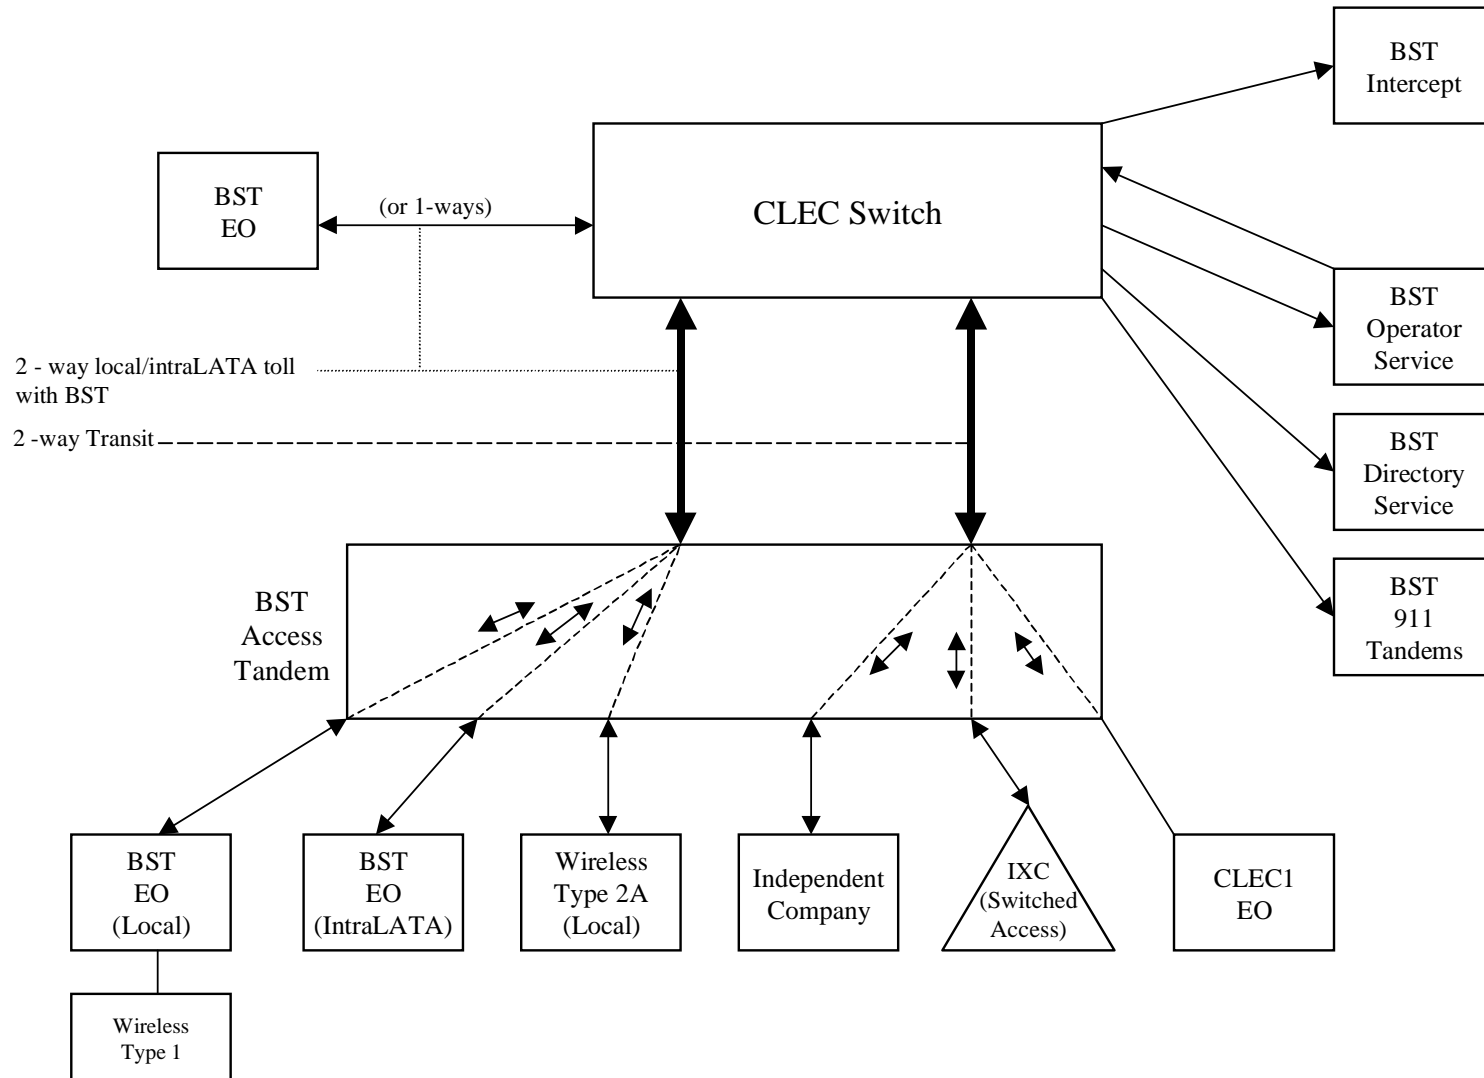 BST
Intercept
BST
EO
(or 1-ways)
CLEC Switch
BST
Operator
Service
2 - way local/intraLATA toll
with BST
2 -way Transit
BST
Directory
Service
BST
911
Tandems
BST
Access
Tandem
BST
EO
(Local)
BST
EO
(IntraLATA)
Wireless
Type 2A
(Local)
Independent
Company
IXC
(Switched
Access)
CLEC1
EO
Wireless
Type 1